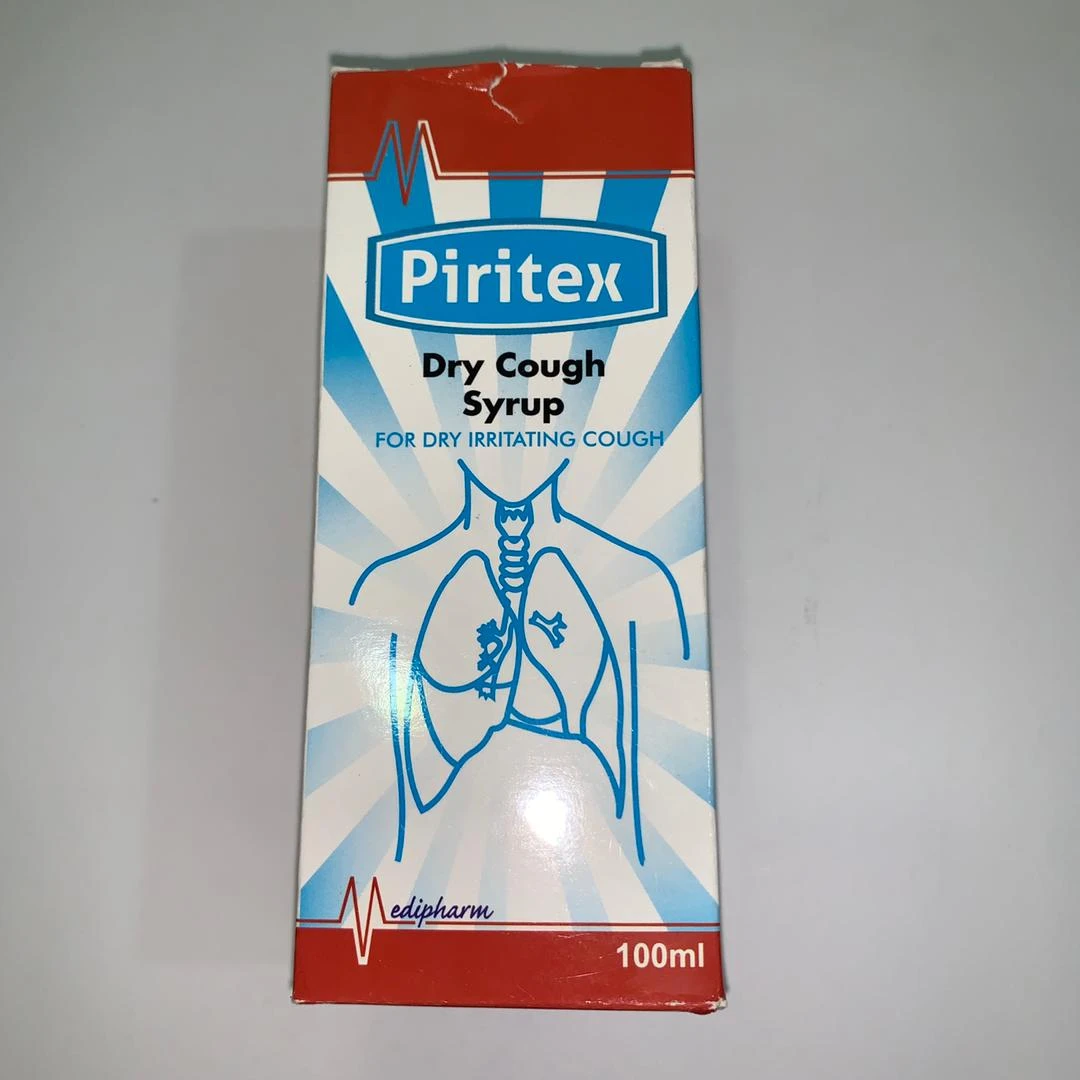 Piritex
Dry Cough
Syrup
FOR DRY IRRITATING COUGH
Medipharm
100ml